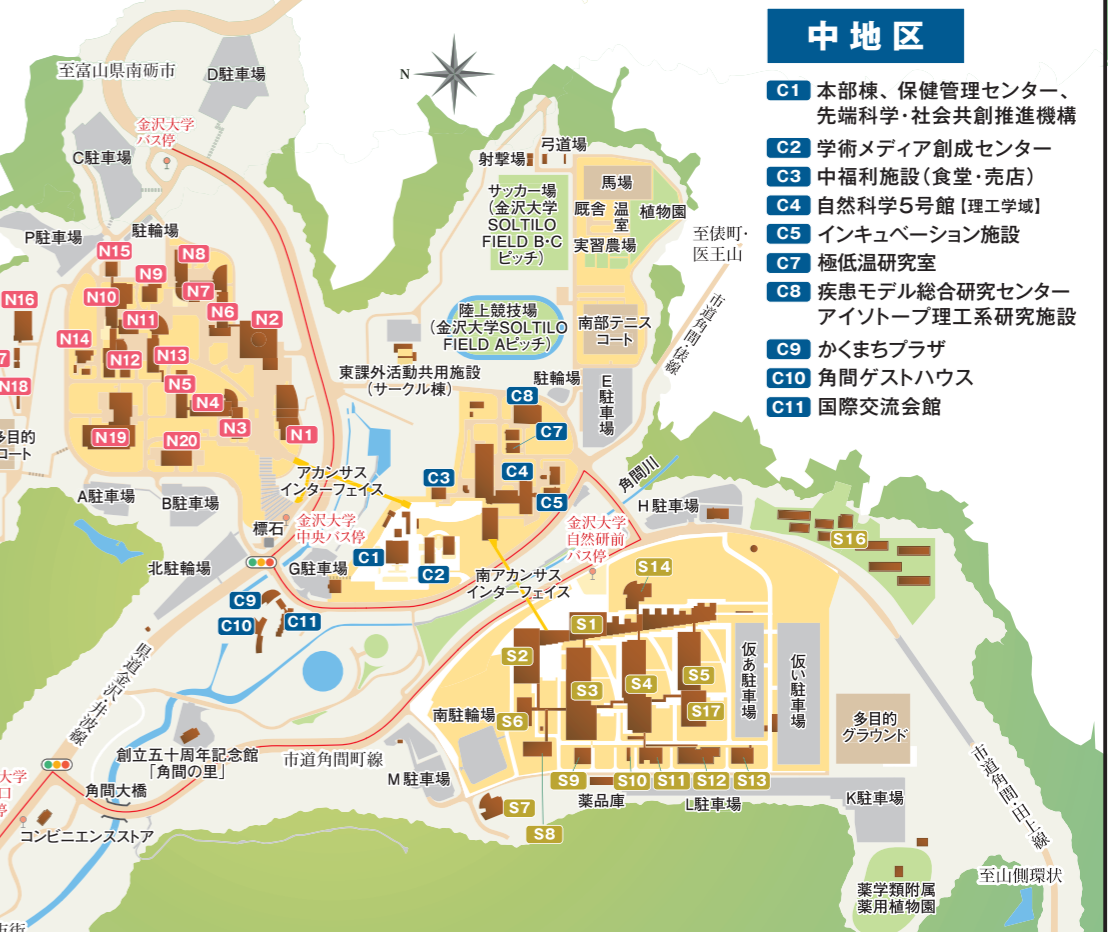 中地区
C1 本部棟、保健管理センター、
先端科学・社会共創推進機構
C2 学術メディア創成センター
C3 中福利施設（食堂・売店）
C4 自然科学5号館【理工学域】
C5 インキュベーション施設
C7 極低温研究室
C8 疾患モデル総合研究センター
アイソトープ理工系研究施設
C9 かくまちプラザ
C10 角間ゲストハウス
C11 国際交流会館
N
至富山県南砺市
D駐車場
金沢大学
バス停
C駐車場
P駐車場
駐輪場
N15
N8
N9
N7
N10
N16
N6
N2
N11
N14
N12
N13
N5
N18
N4
N3
N1
N19
N20
A駐車場
B駐車場
アカンサス
インターフェイス
標石
金沢大学
中央バス停
北駐輪場
G駐車場
弓道場
射撃場
馬場
サッカー場
（金沢大学
SOLTILO
FIELD B・C
ピッチ）
厩舎
温室
植物園
実習農場
至俵町・
医王山
市道角間・俵線
陸上競技場
（金沢大学SOLTILO
FIELD Aピッチ）
南部テニス
コート
東課外活動共用施設
（サークル棟）
駐輪場
E駐車場
C8
C7
C4
C3
C5
C1
C2
角間川
H駐車場
金沢大学
自然研前
バス停
S16
南アカンサス
インターフェイス
C9
C10
C11
S14
S1
S2
S3
S4
S5
S6
S17
仮あ駐車場
仮い駐車場
多目的
グラウンド
南駐輪場
県道金沢・井波線
創立五十周年記念館
「角間の里」
市道角間町線
M駐車場
角間大橋
コンビニエンスストア
S7
S8
S9
S10
S11
S12
S13
薬品庫
L駐車場
K駐車場
市道角間・田上線
至山側環状
薬学類附属
薬用植物園